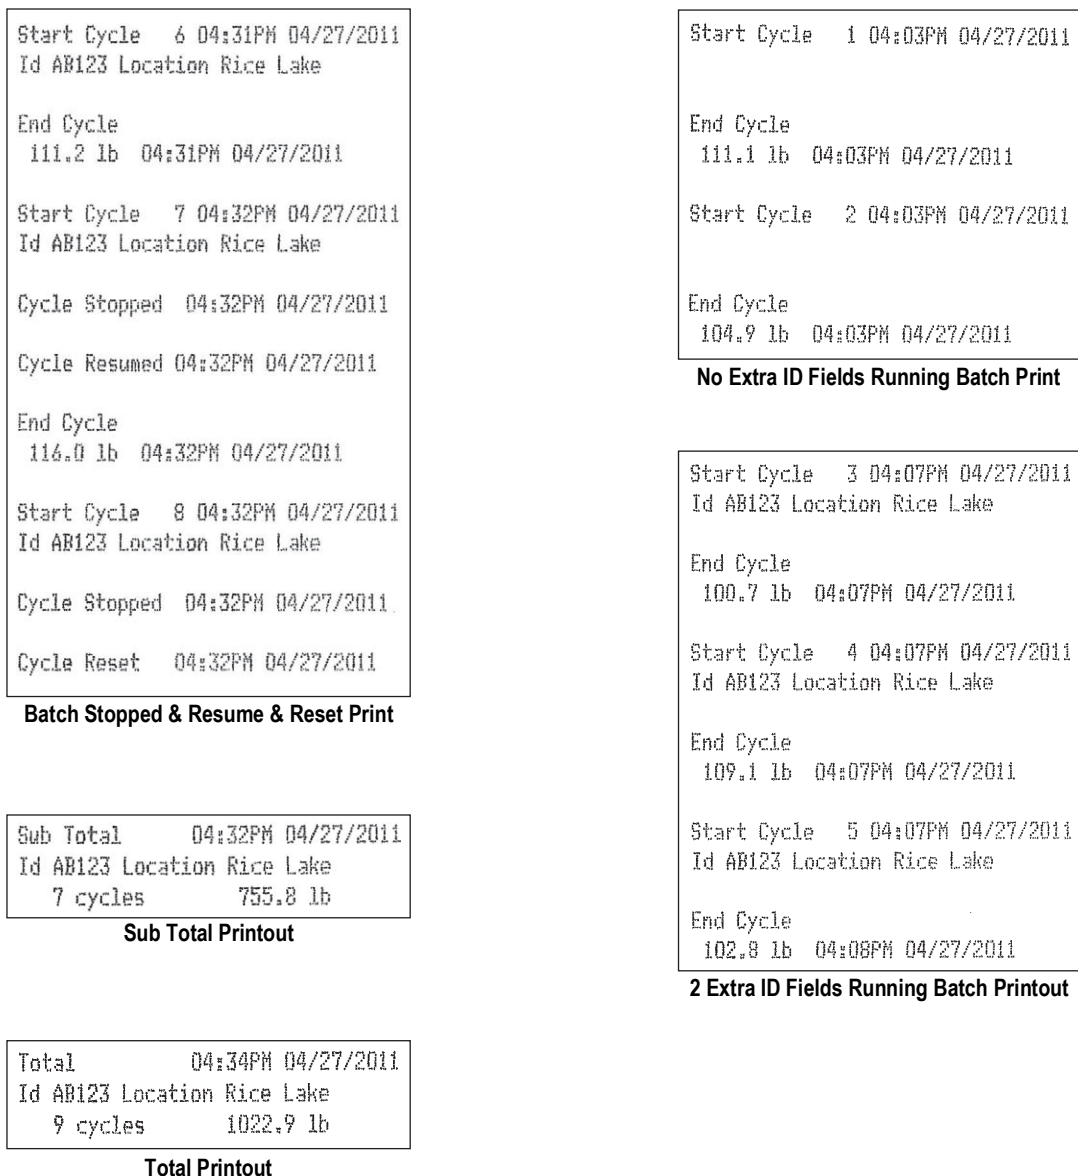 Start Cycle 6 04:31PM 04/27/2011
Id AB123 Location Rice Lake
End Cycle
111.2 lb 04:31PM 04/27/2011
Start Cycle 7 04:32PM 04/27/2011
Id AB123 Location Rice Lake
Cycle Stopped 04:32PM 04/27/2011
Cycle Resumed 04:32PM 04/27/2011
End Cycle
116.0 lb 04:32PM 04/27/2011
Start Cycle 8 04:32PM 04/27/2011
Id AB123 Location Rice Lake
Cycle Stopped 04:32PM 04/27/2011
Cycle Reset 04:32PM 04/27/2011
Batch Stopped & Resume & Reset Print
Sub Total 04:32PM 04/27/2011
Id AB123 Location Rice Lake
7 cycles 755.8 lb
Sub Total Printout
Total 04:34PM 04/27/2011
Id AB123 Location Rice Lake
9 cycles 1022.9 lb
Total Printout
Start Cycle 1 04:03PM 04/27/2011
End Cycle
111.1 lb 04:03PM 04/27/2011
Start Cycle 2 04:03PM 04/27/2011
End Cycle
104.9 lb 04:03PM 04/27/2011
No Extra ID Fields Running Batch Print
Start Cycle 3 04:07PM 04/27/2011
Id AB123 Location Rice Lake
End Cycle
100.7 lb 04:07PM 04/27/2011
Start Cycle 4 04:07PM 04/27/2011
Id AB123 Location Rice Lake
End Cycle
109.1 lb 04:07PM 04/27/2011
Start Cycle 5 04:07PM 04/27/2011
Id AB123 Location Rice Lake
End Cycle
102.8 lb 04:08PM 04/27/2011
2 Extra ID Fields Running Batch Printout